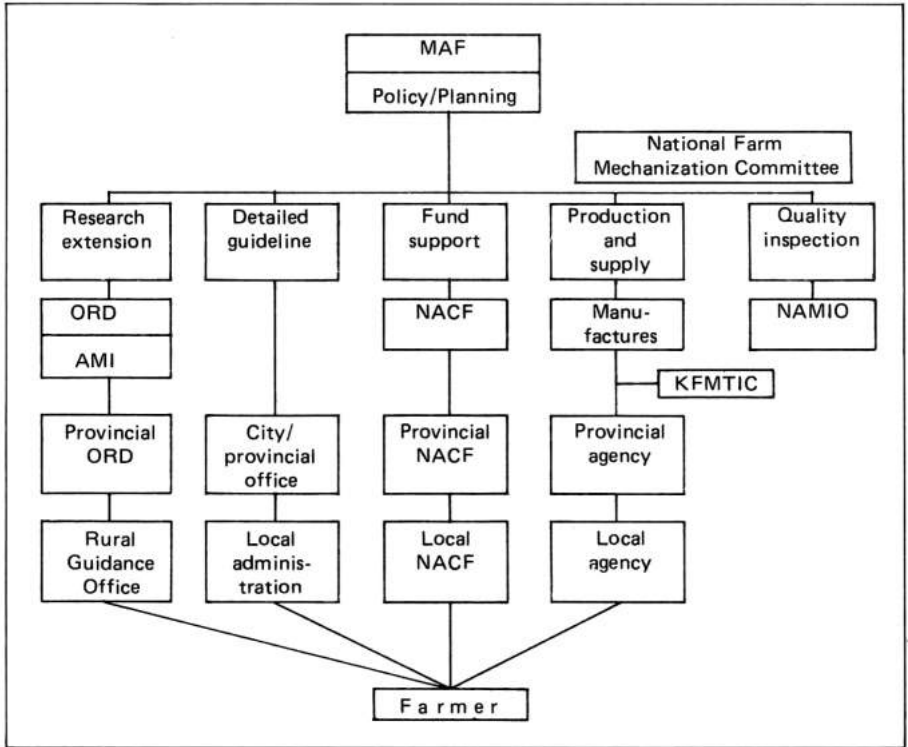 MAF
Policy/Planning
National Farm
Mechanization Committee
Research
extension
Detailed
guideline
Fund
support
Production
and
supply
Quality
inspection
ORD
AMI
NACF
Manu-
factures
NAMIO
KFMTIC
Provincial
ORD
City/
provincial
office
Provincial
NACF
Provincial
agency
Rural
Guidance
Office
Local
adminis-
tration
Local
NACF
Local
agency
Farmer